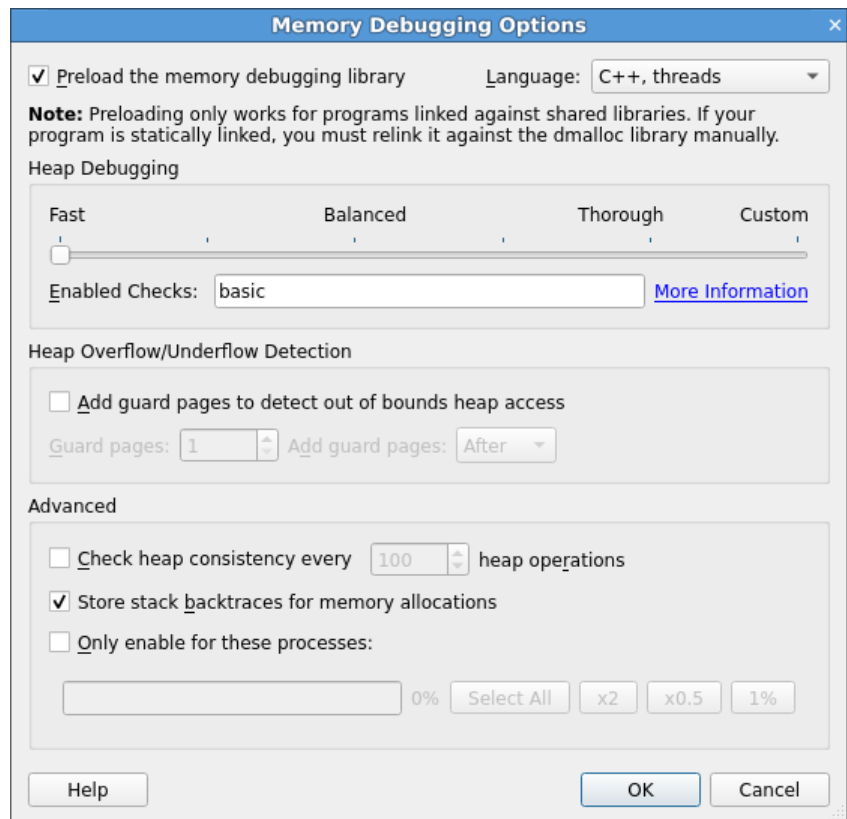 Memory Debugging Options
Preload the memory debugging library Language: C++, threads
Note: Preloading only works for programs linked against shared libraries. If your
program is statically linked, you must relink it against the dmalloc library manually.
Heap Debugging
Fast Balanced Thorough Custom
Enabled Checks: basic More Information
Heap Overflow/Underflow Detection
Add guard pages to detect out of bounds heap access
Guard pages: 1 Add guard pages: After
Advanced
Check heap consistency every 100 heap operations
Store stack backtraces for memory allocations
Only enable for these processes:
0% Select All x2 x0.5 1%
Help OK Cancel